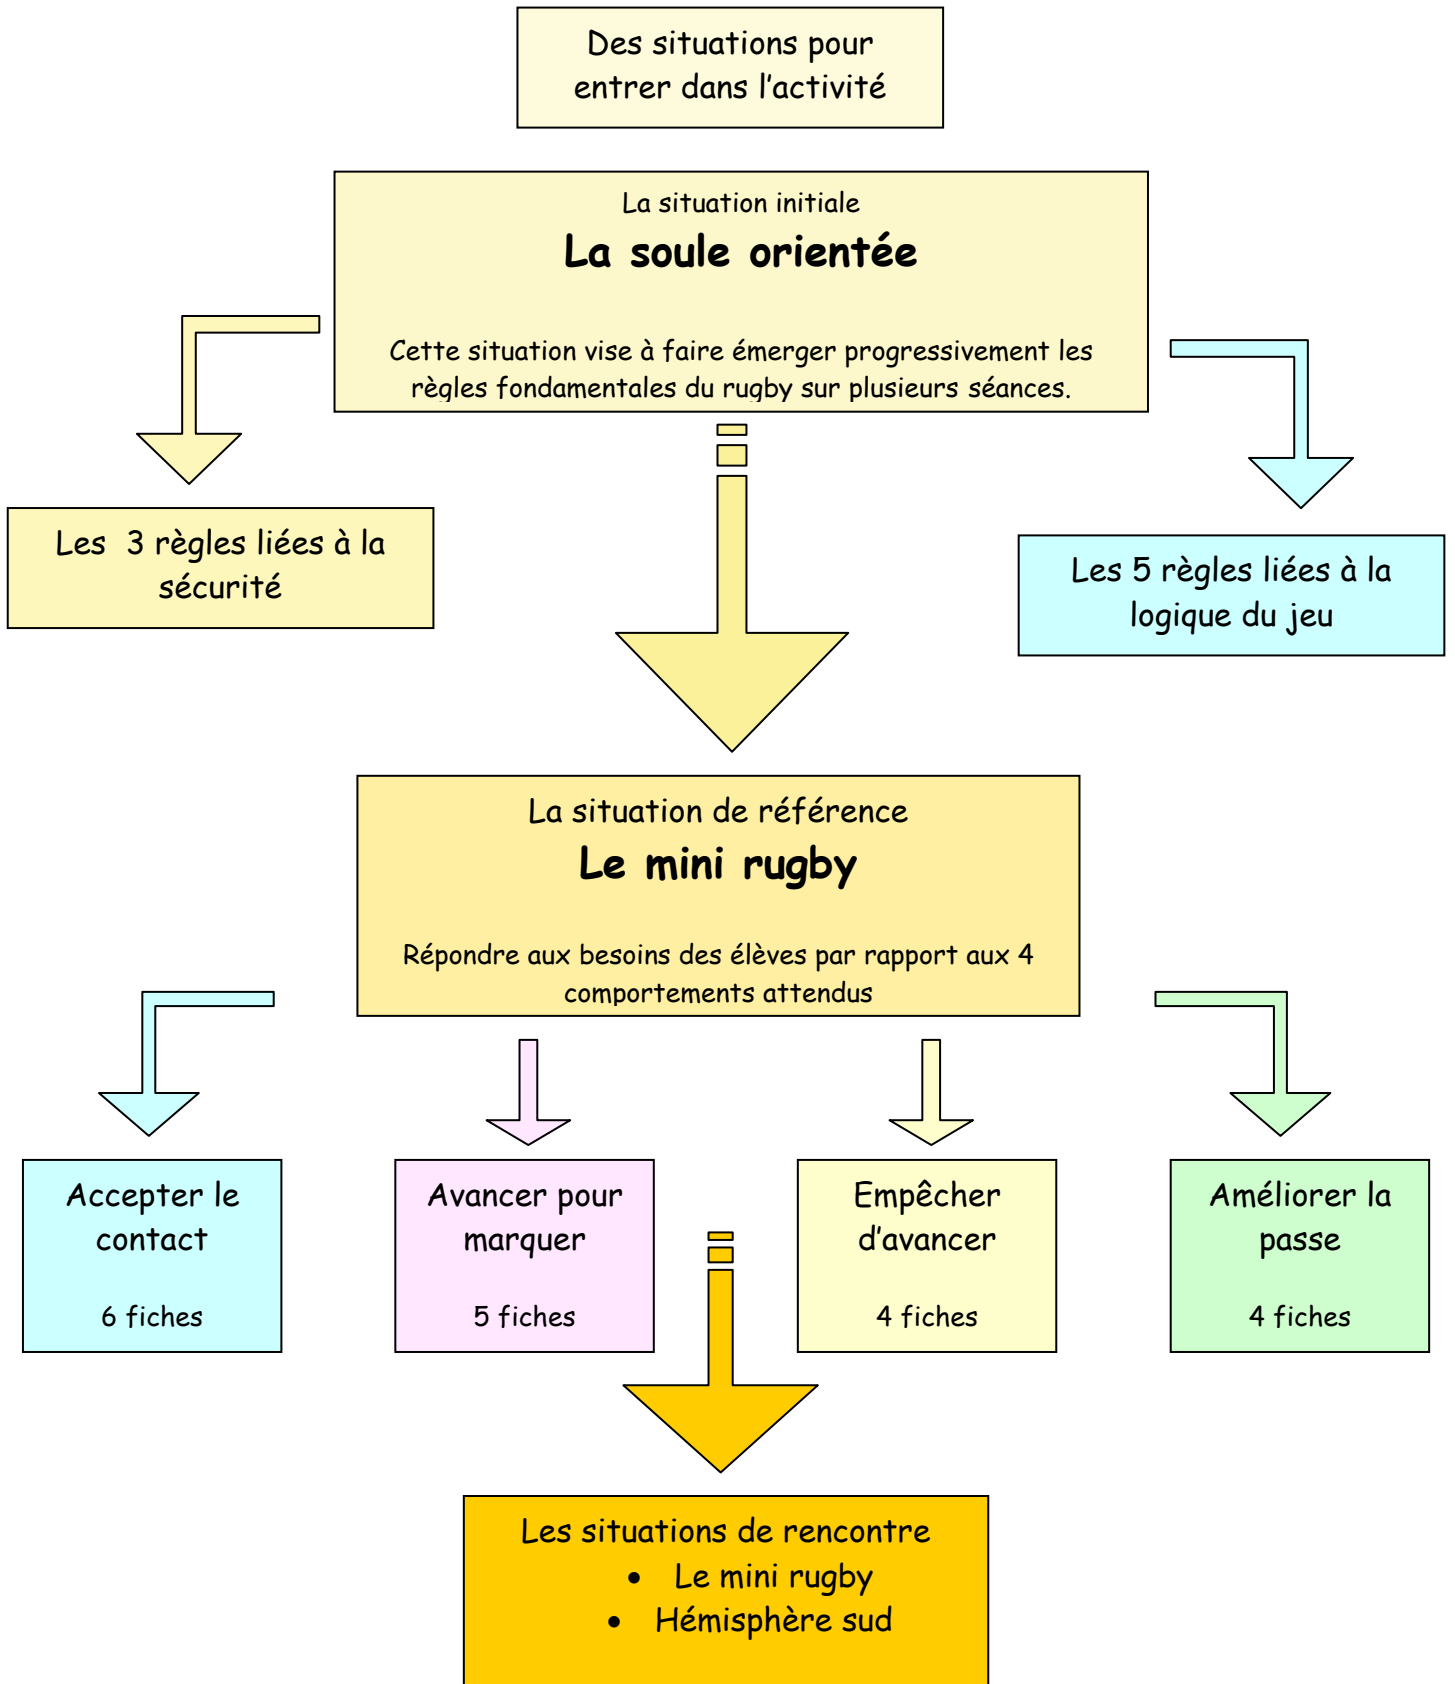 Des situations pour
entrer dans l'activité
La situation initiale
La soule orientée
Cette situation vise à faire émerger progressivement les
règles fondamentales du rugby sur plusieurs séances.
Les 3 règles liées à la
sécurité
Les 5 règles liées à la
logique du jeu
La situation de référence
Le mini rugby
Répondre aux besoins des élèves par rapport aux 4
comportements attendus
Accepter le
contact
6 fiches
Avancer pour
marquer
5 fiches
Empêcher
d'avancer
4 fiches
Améliorer la
passe
4 fiches
Les situations de rencontre
• Le mini rugby
• Hémisphère sud